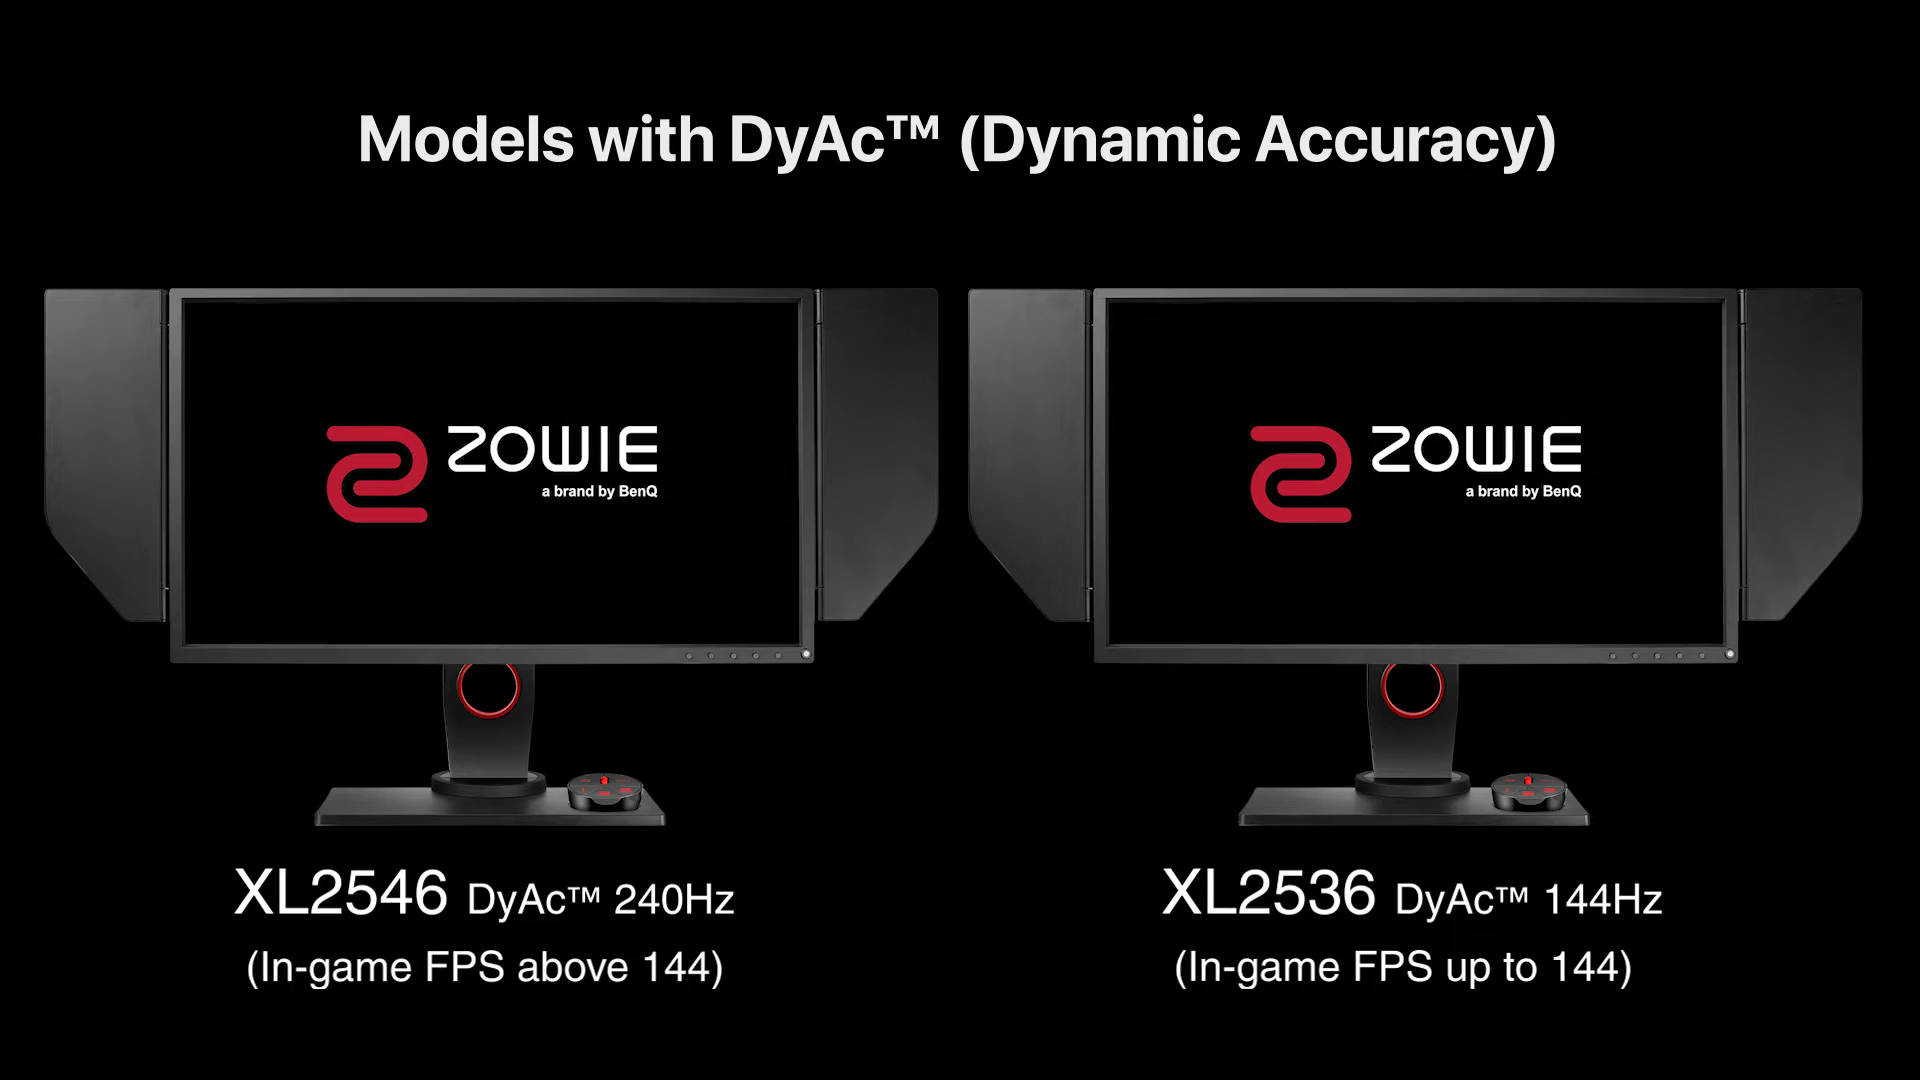 Models with DyAc™ (Dynamic Accuracy)
ZOWIE
a brand by BenQ
ZOWIE
a brand by BenQ
XL2546 DyAc™ 240Hz
(In-game FPS above 144)
XL2536 DyAc™ 144Hz
(In-game FPS up to 144)